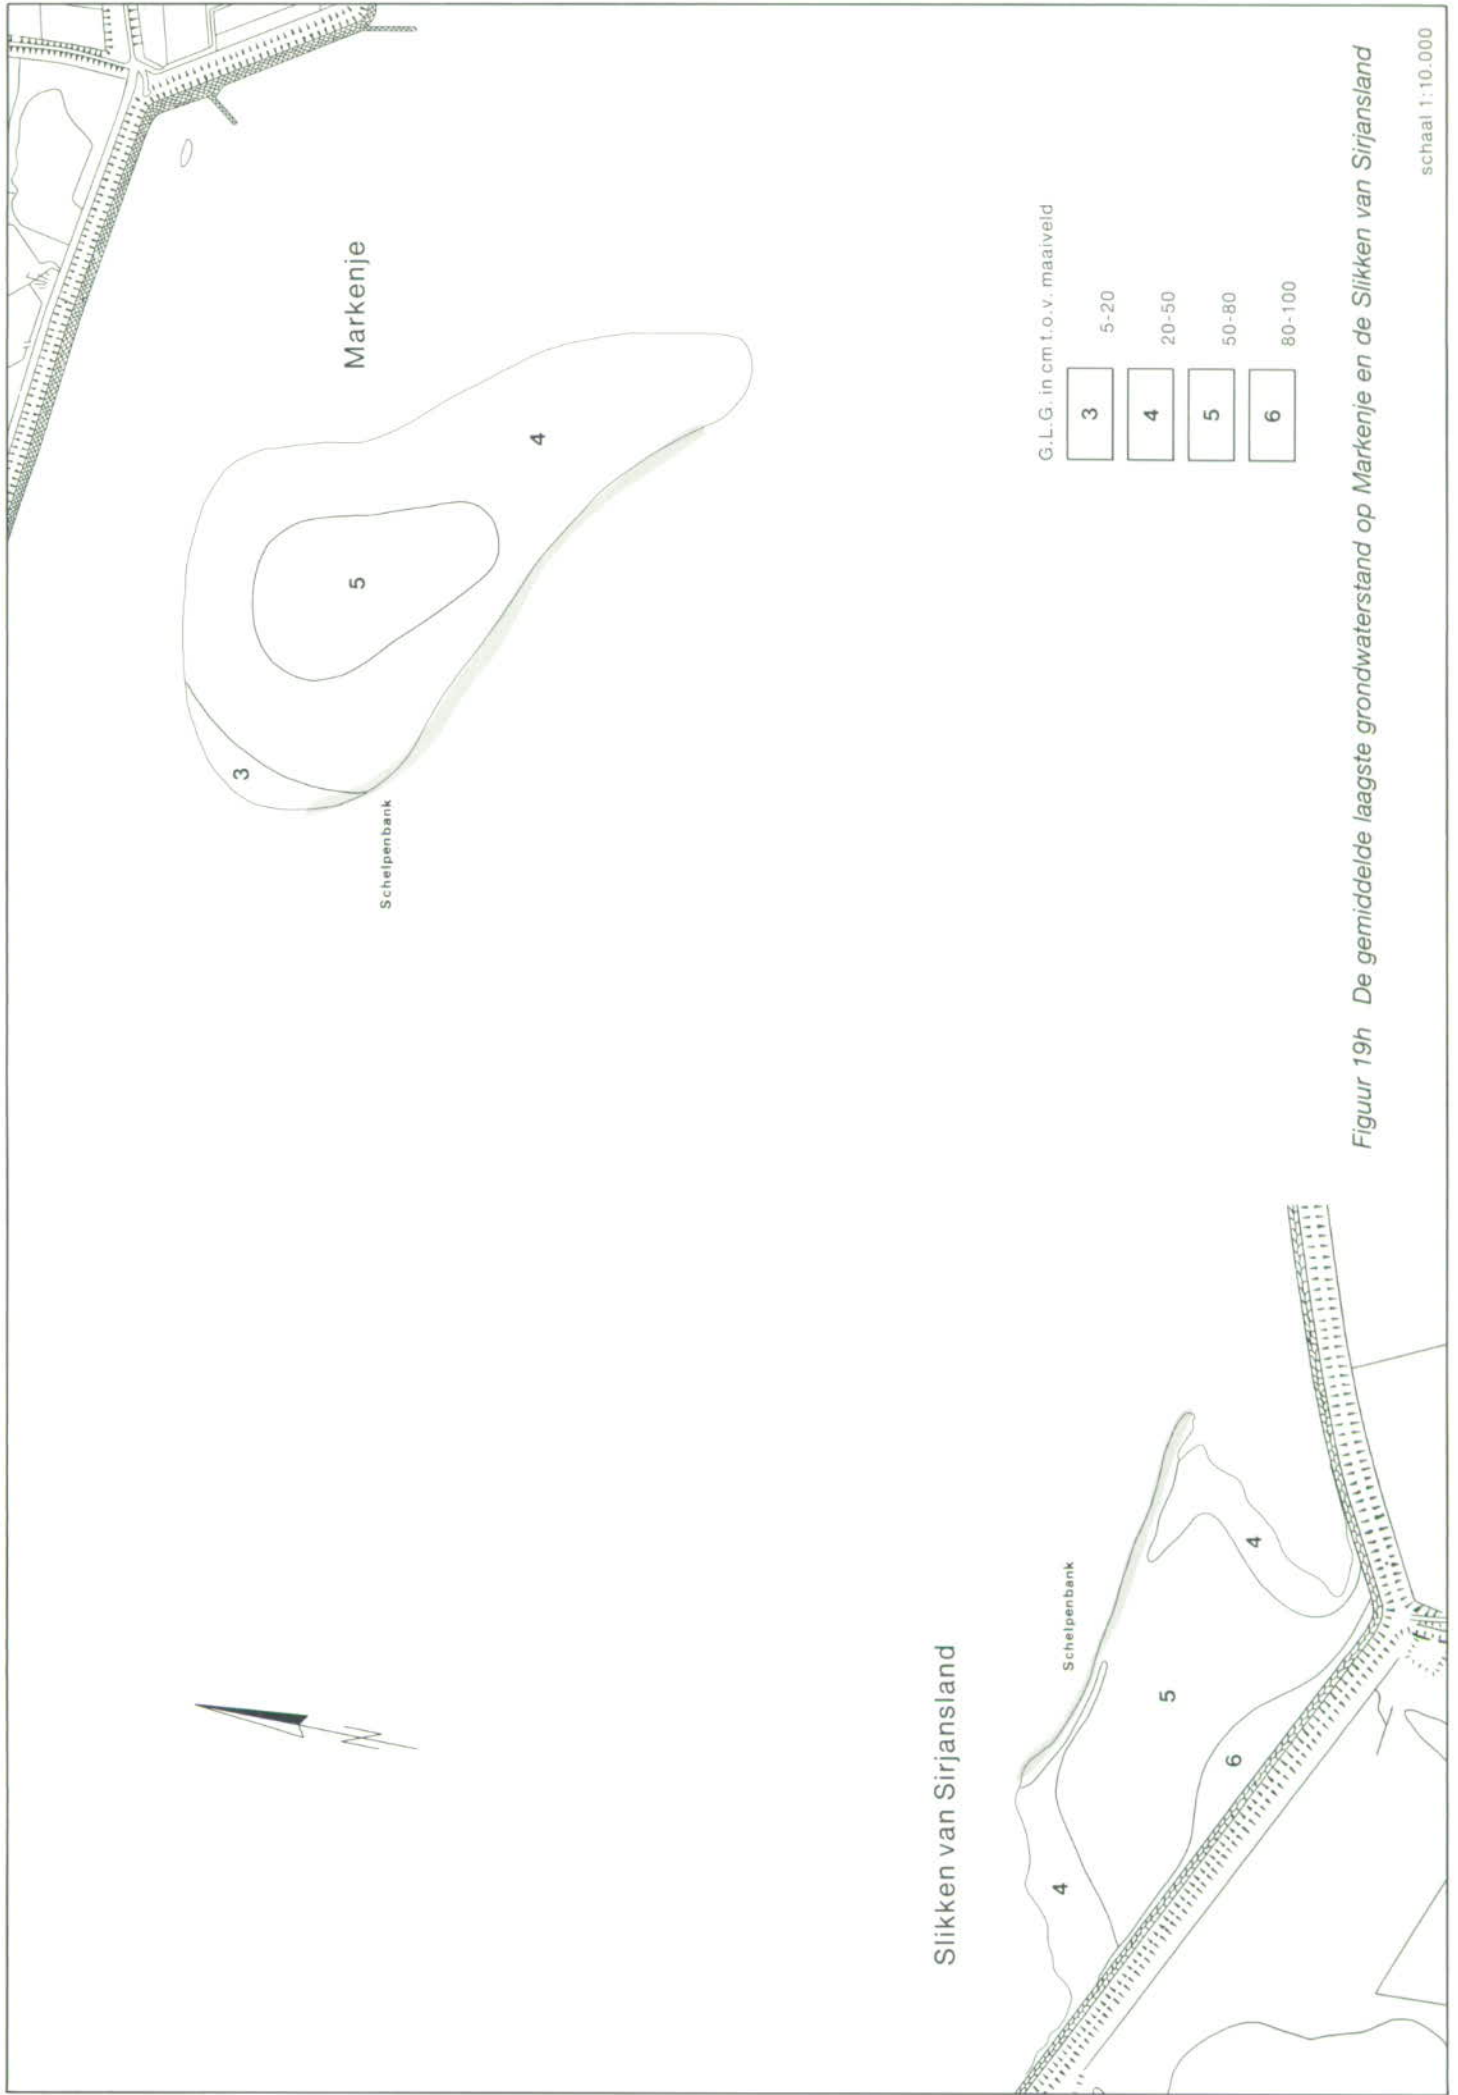 Markenje
5
4
3
Schelpenbank
Slikken van Sirjansland
Schelpenbank
4
5
6
4
G.L.G. in cm t.o.v. maaiveld
3 5-20
4 20-50
5 50-80
6 80-100
Figuur 19h De gemiddelde laagste grondwaterstand op Markenje en de Slikken van Sirjansland
schaal 1:10.000